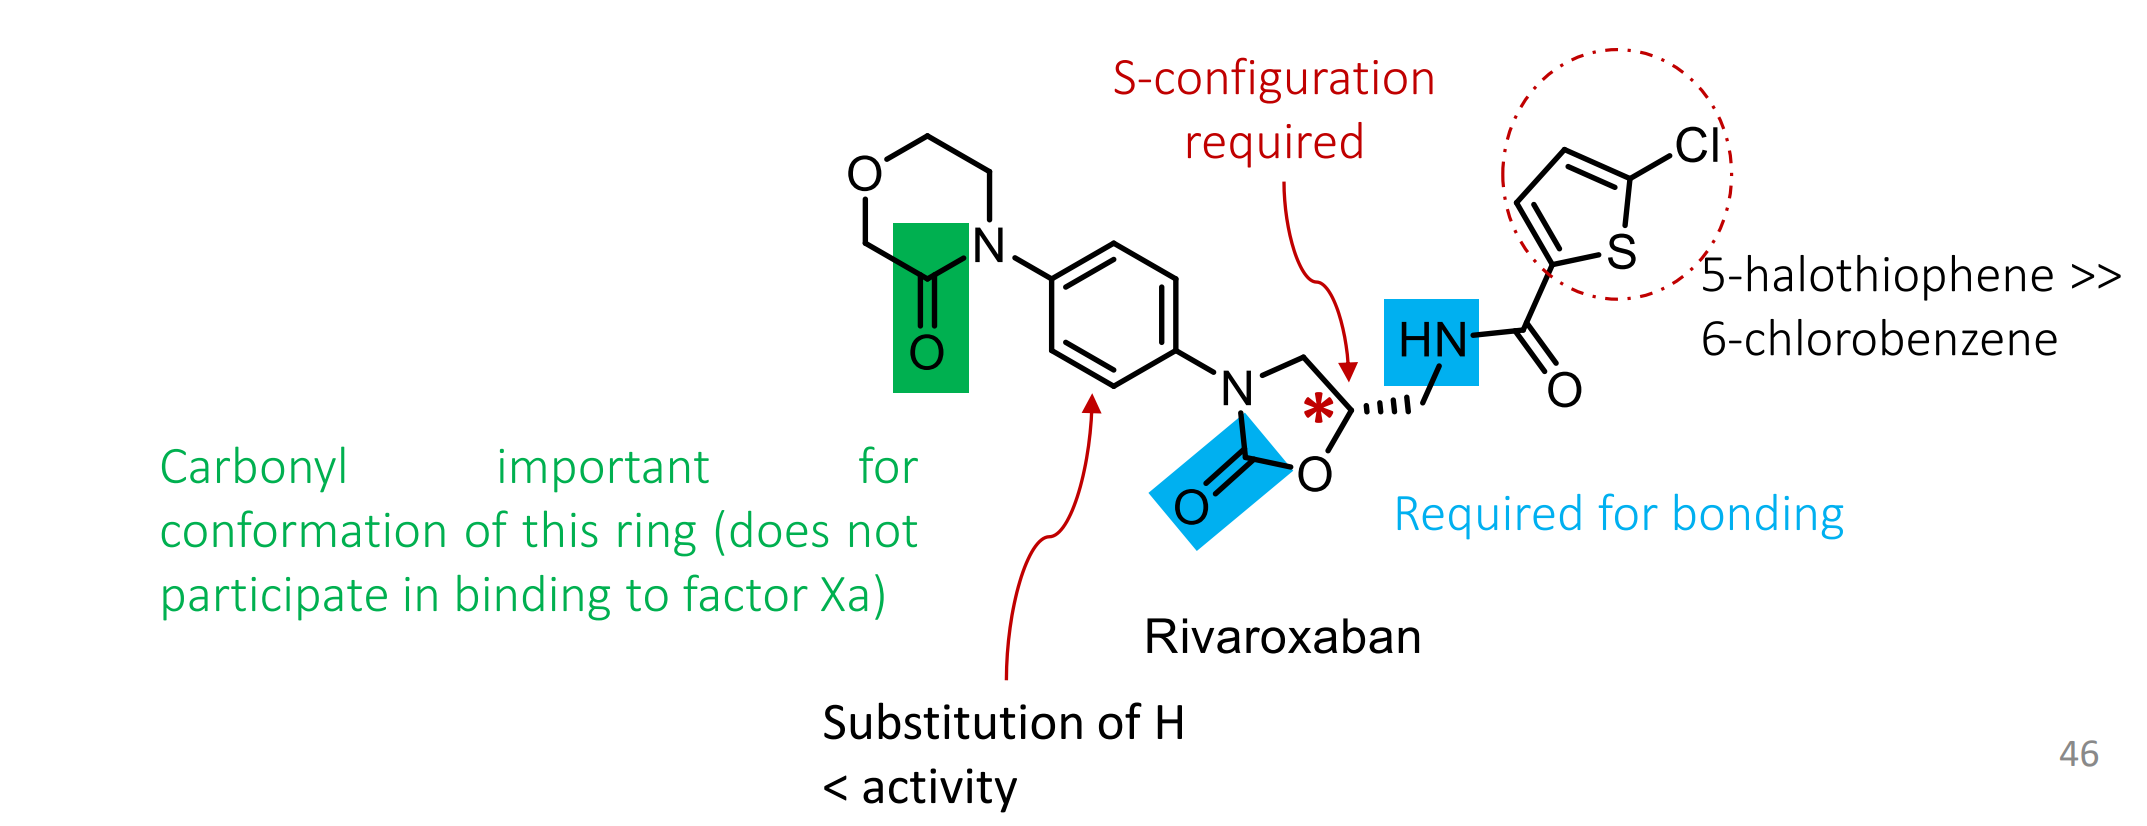 S-configuration
required
Cl
O
N
S
5-halothiophene >>
6-chlorobenzene
O
HN
O
N
*
O
O
Carbonyl important for
conformation of this ring (does not
participate in binding to factor Xa)
Required for bonding
Rivaroxaban
Substitution of H
< activity
46